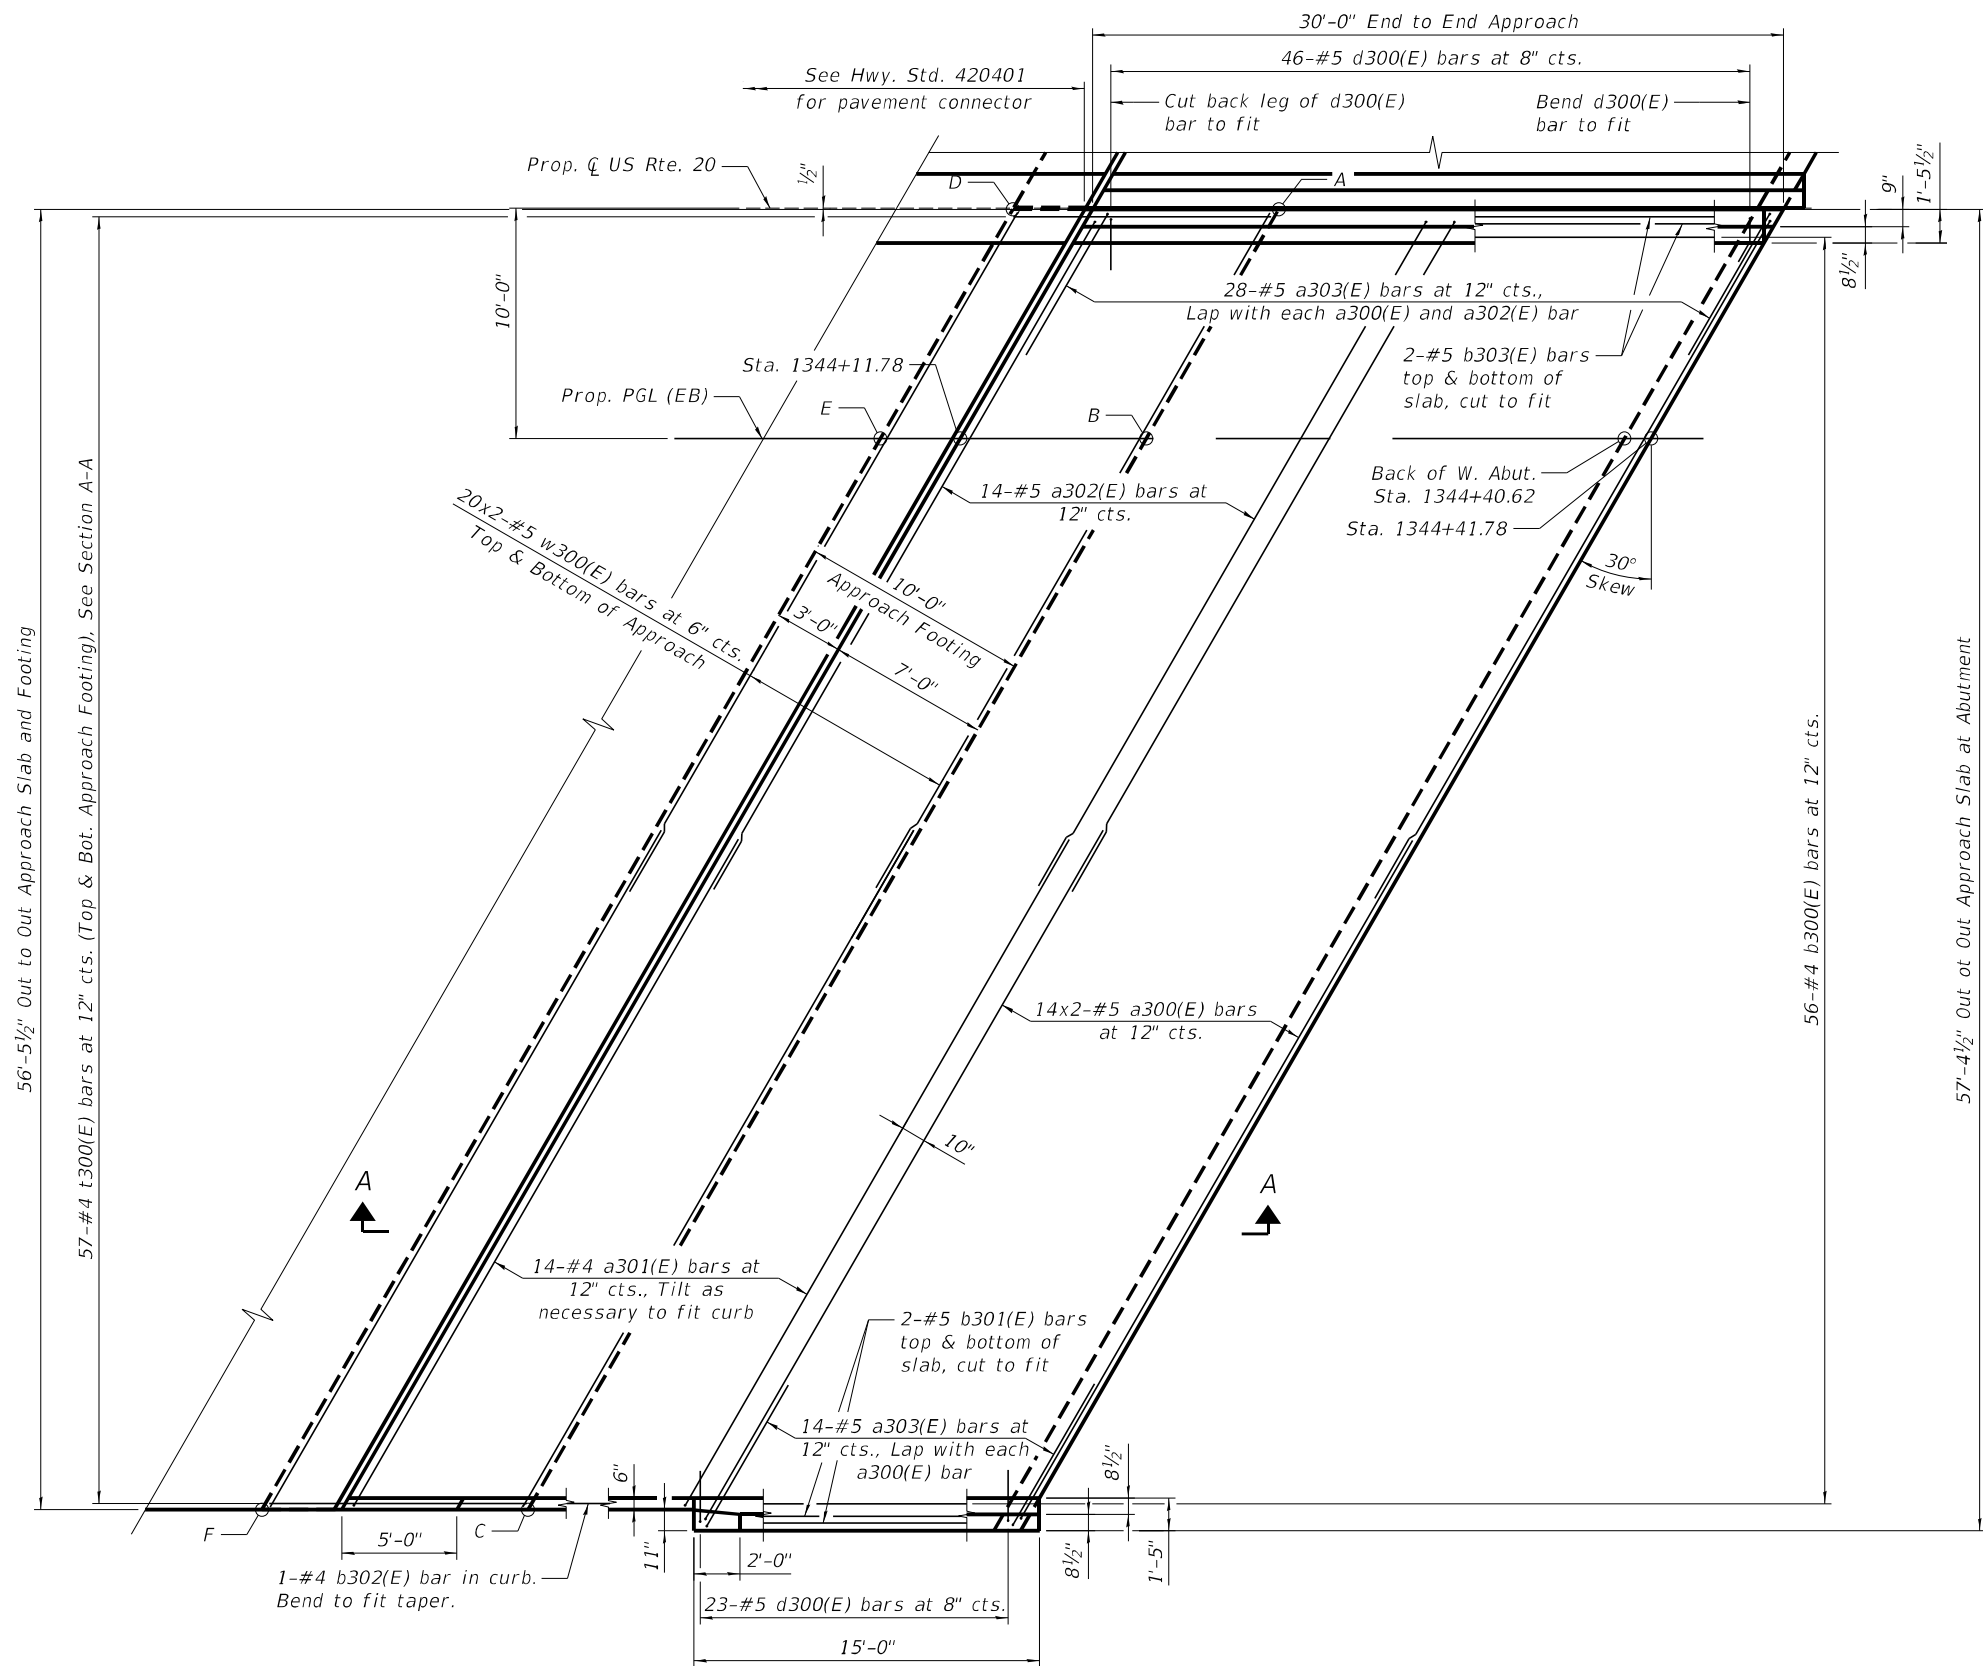 30'-0" End to End Approach
46-#5 d300(E) bars at 8" cts.
See Hwy. Std. 420401
for pavement connector
Cut back leg of d300(E)
bar to fit
Bend d300(E)
bar to fit
Prop. ℄ US Rte. 20
½"
D
A
9"
1'-5½"
8½"
10'-0"
28-#5 a303(E) bars at 12" cts.,
Lap with each a300(E) and a302(E) bar
Sta. 1344+11.78
2-#5 b303(E) bars
top & bottom of
slab, cut to fit
Prop. PGL (EB)
E
B
Back of W. Abut.
Sta. 1344+40.62
Sta. 1344+41.78
14-#5 a302(E) bars at
12" cts.
30°
Skew
20x2-#5 w300(E) bars at 6" cts.
Top & Bottom of Approach
10'-0"
Approach Footing
3'-0"
7'-0"
56'-5½" Out to Out Approach Slab and Footing
57-#4 t300(E) bars at 12" cts. (Top & Bot. Approach Footing), See Section A-A
56-#4 b300(E) bars at 12" cts.
57'-4½" Out ot Out Approach Slab at Abutment
14x2-#5 a300(E) bars
at 12" cts.
10"
A
A
14-#4 a301(E) bars at
12" cts., Tilt as
necessary to fit curb
2-#5 b301(E) bars
top & bottom of
slab, cut to fit
14-#5 a303(E) bars at
12" cts., Lap with each
a300(E) bar
6"
8½"
F
C
5'-0"
11"
2'-0"
8½"
1'-5"
1-#4 b302(E) bar in curb.
Bend to fit taper.
23-#5 d300(E) bars at 8" cts.
15'-0"